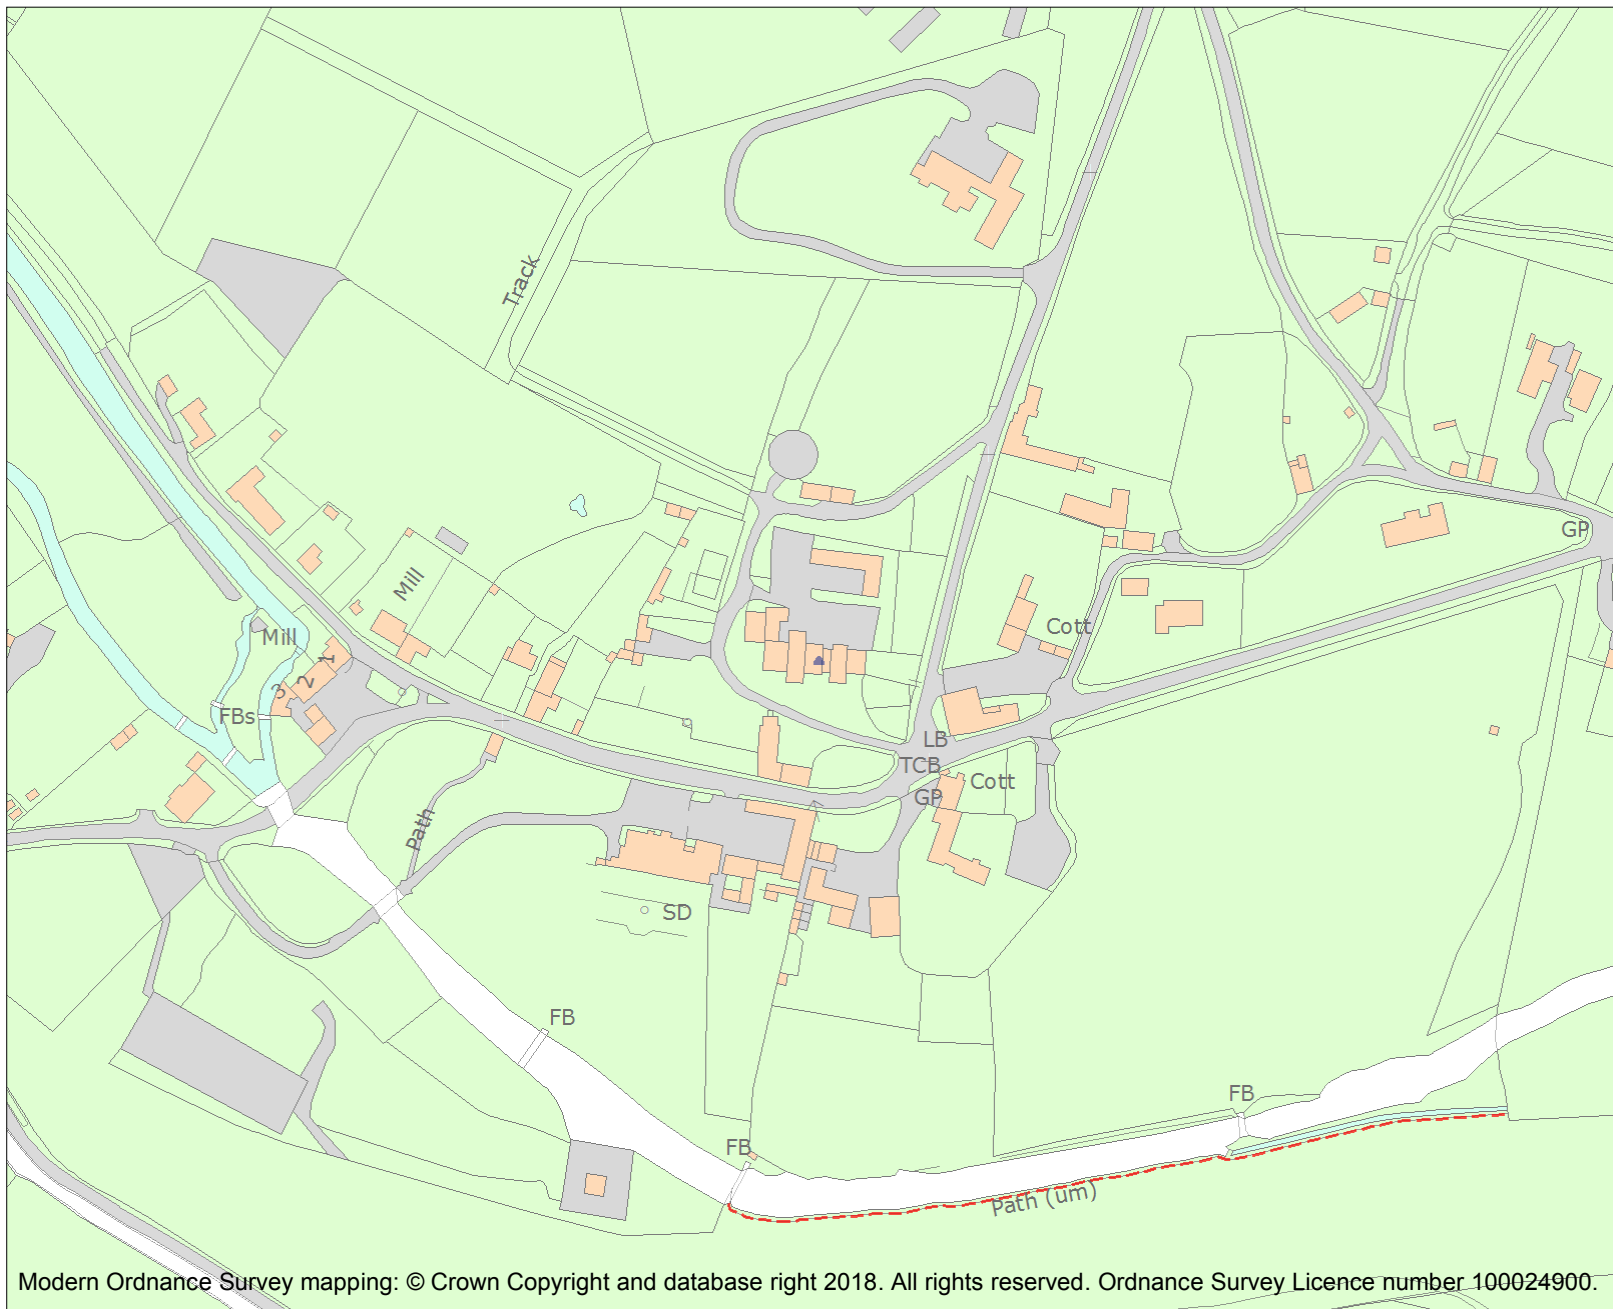 Track
Mill
GP
Mill
1
2
3
Cott
FBs
LB
TCB
Cott
GP
Path
SD
FB
FB
FB
Path (um)
Modern Ordnance Survey mapping: © Crown Copyright and database right 2018. All rights reserved. Ordnance Survey Licence number 100024900.